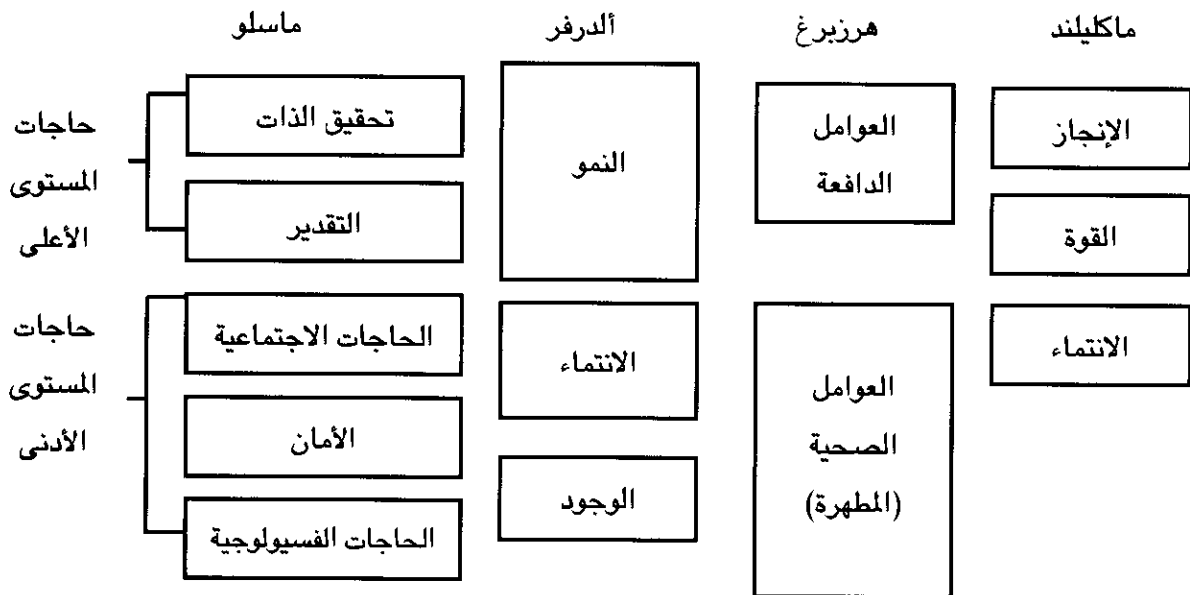 ماكليلند
هرزبرغ
ألدرفر
ماسلو
الإنجاز
القوة
الانتماء
العوامل
الدافعة
العوامل
الصحية
(المطهرة)
النمو
الانتماء
الوجود
تحقيق الذات
التقدير
الحاجات الاجتماعية
الأمان
الحاجات الفسيولوجية
حاجات
المستوى
الأعلى
حاجات
المستوى
الأدنى